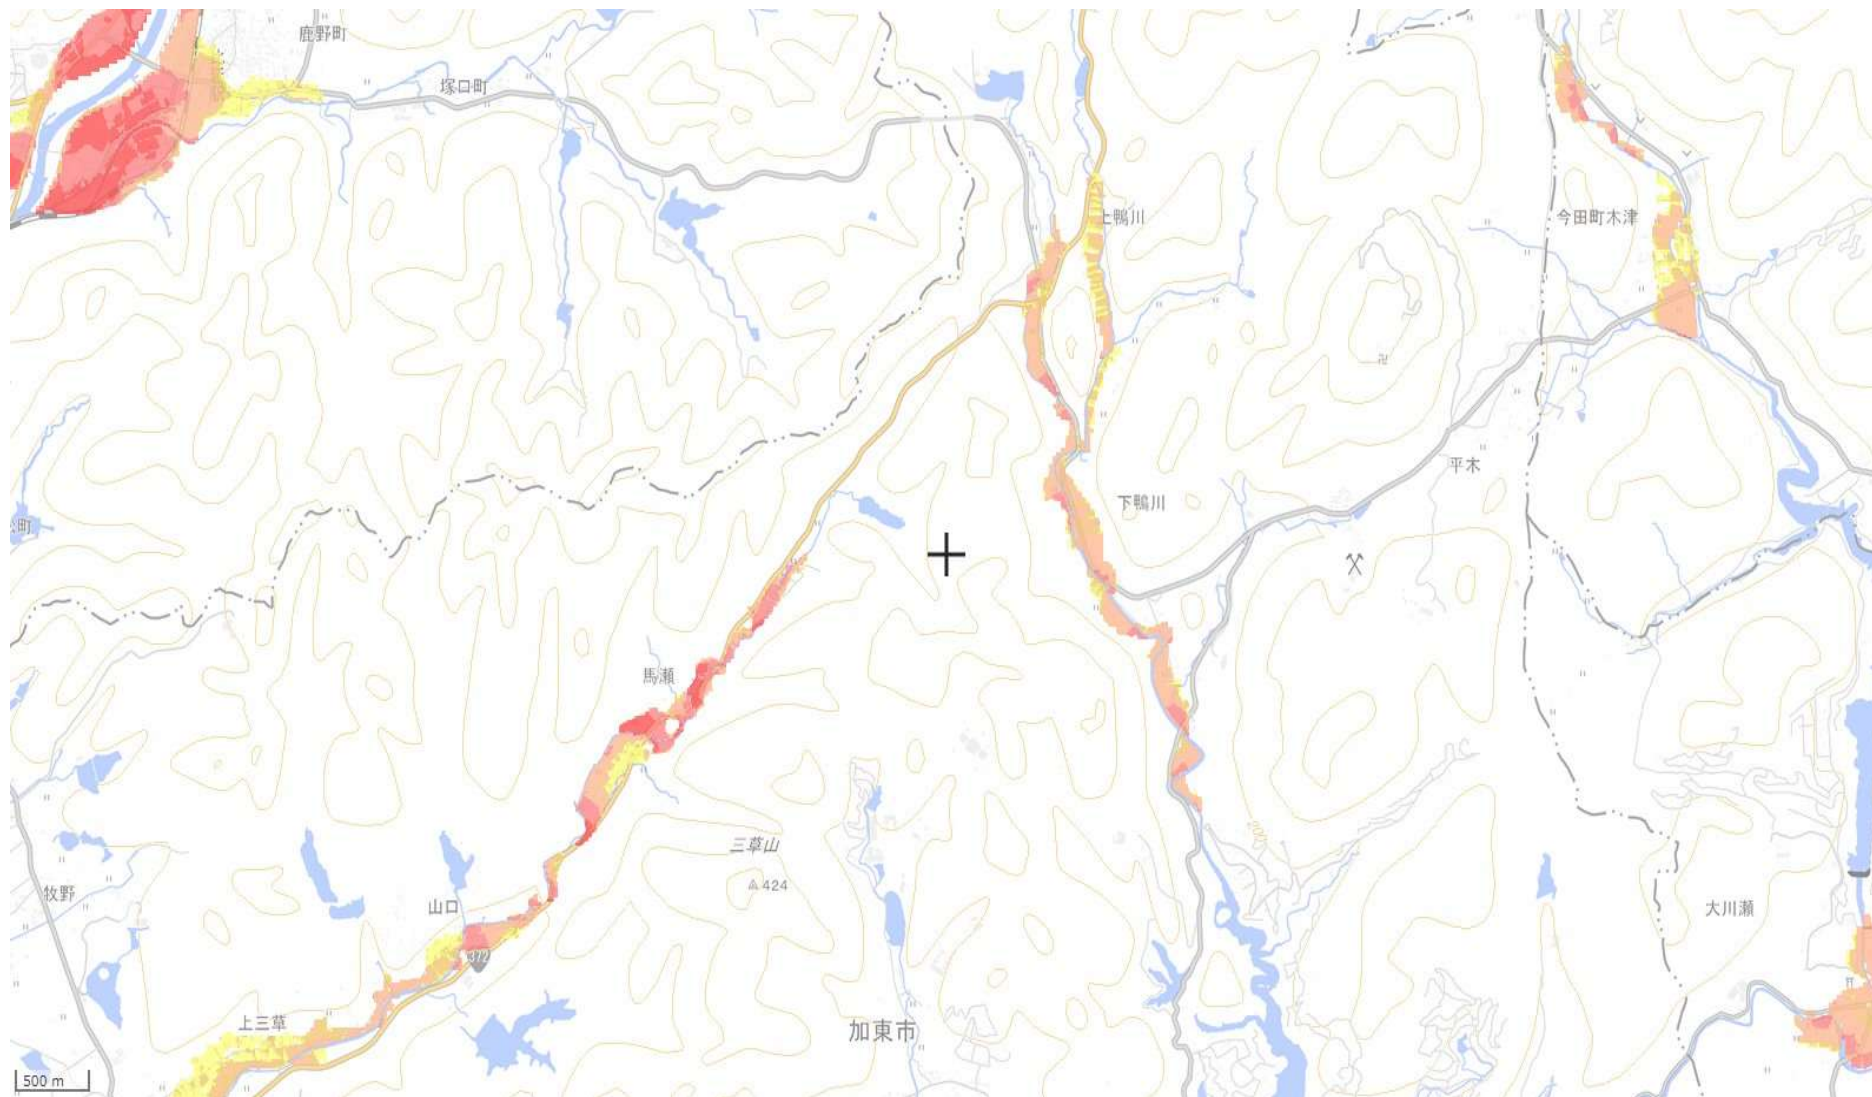 鹿野町
塚口町
上鴨川
今田町木津
平木
下鴨川
町
馬瀬
200
三草山
424
牧野
山口
大川瀬
372
上三草
加東市
500 m